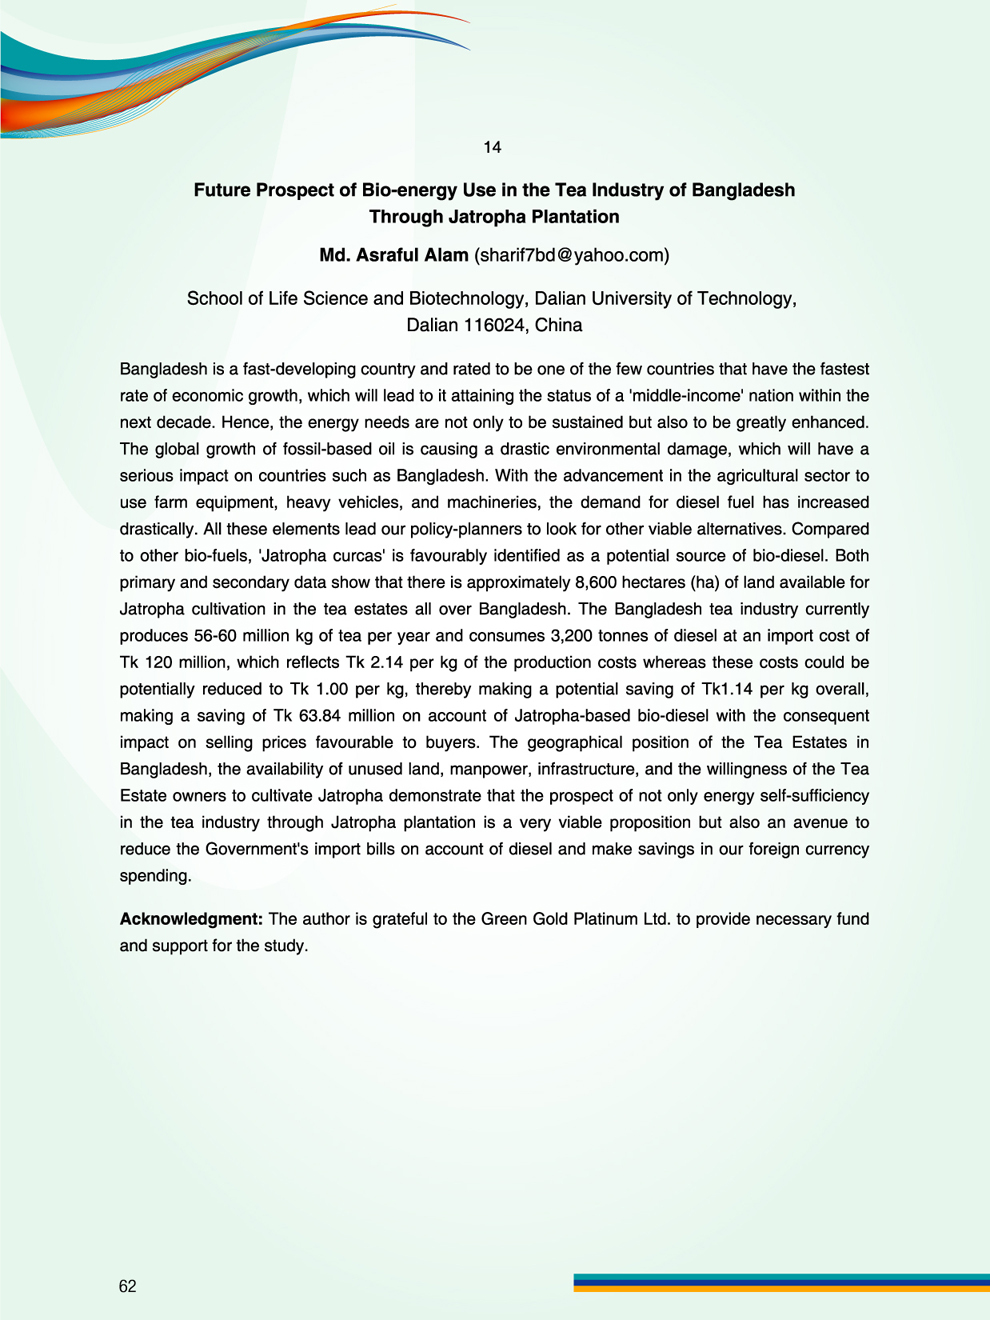 14
Future Prospect of Bio-energy Use in the Tea Industry of Bangladesh
Through Jatropha Plantation
Md. Asraful Alam (sharif7bd@yahoo.com)
School of Life Science and Biotechnology, Dalian University of Technology,
Dalian 116024, China
Bangladesh is a fast-developing country and rated to be one of the few countries that have the fastest
rate of economic growth, which will lead to it attaining the status of a 'middle-income' nation within the
next decade. Hence, the energy needs are not only to be sustained but also to be greatly enhanced.
The global growth of fossil-based oil is causing a drastic environmental damage, which will have a
serious impact on countries such as Bangladesh. With the advancement in the agricultural sector to
use farm equipment, heavy vehicles, and machineries, the demand for diesel fuel has increased
drastically. All these elements lead our policy-planners to look for other viable alternatives. Compared
to other bio-fuels, 'Jatropha curcas' is favourably identified as a potential source of bio-diesel. Both
primary and secondary data show that there is approximately 8,600 hectares (ha) of land available for
Jatropha cultivation in the tea estates all over Bangladesh. The Bangladesh tea industry currently
produces 56-60 million kg of tea per year and consumes 3,200 tonnes of diesel at an import cost of
Tk 120 million, which reflects Tk 2.14 per kg of the production costs whereas these costs could be
potentially reduced to Tk 1.00 per kg, thereby making a potential saving of Tk1.14 per kg overall,
making a saving of Tk 63.84 million on account of Jatropha-based bio-diesel with the consequent
impact on selling prices favourable to buyers. The geographical position of the Tea Estates in
Bangladesh, the availability of unused land, manpower, infrastructure, and the willingness of the Tea
Estate owners to cultivate Jatropha demonstrate that the prospect of not only energy self-sufficiency
in the tea industry through Jatropha plantation is a very viable proposition but also an avenue to
reduce the Government's import bills on account of diesel and make savings in our foreign currency
spending.
Acknowledgment: The author is grateful to the Green Gold Platinum Ltd. to provide necessary fund
and support for the study.
62